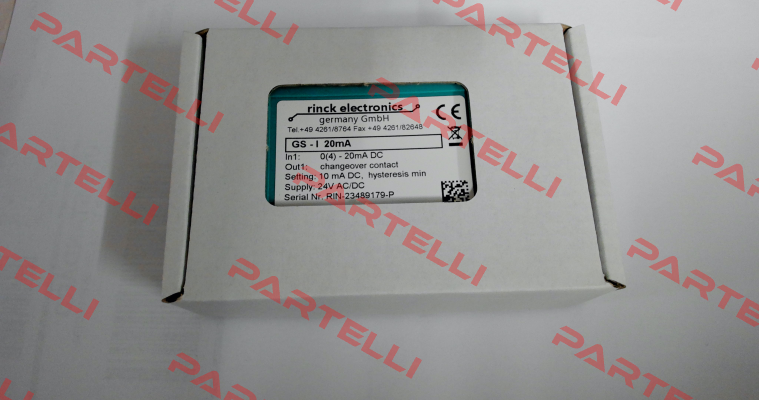 rinck electronics
germany GmbH
Tel.+49 4261/8764 Fax +49 4261/82648
GS - I 20mA
In1: 0(4) - 20mA DC
Out1: changeover contact
Setting: 10 mA DC, hysteresis min
Supply: 24V AC/DC
Serial Nr: RIN-23489179-P
CE
PARTELLI
PARTELLI
PARTELLI
PARTELLI
PARTELLI
PARTELLI
PARTELLI
PARTELLI
PARTELLI
PARTELLI
PARTELLI